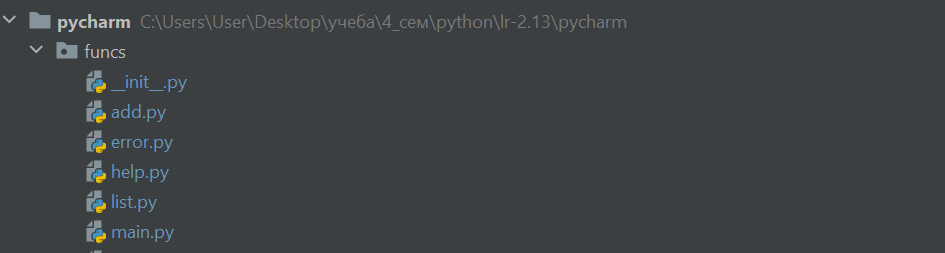 pycharm C:\Users\User\Desktop\учеба\4_сем\python\lr-2.13\pycharm
funcs
__init__.py
add.py
error.py
help.py
list.py
main.py